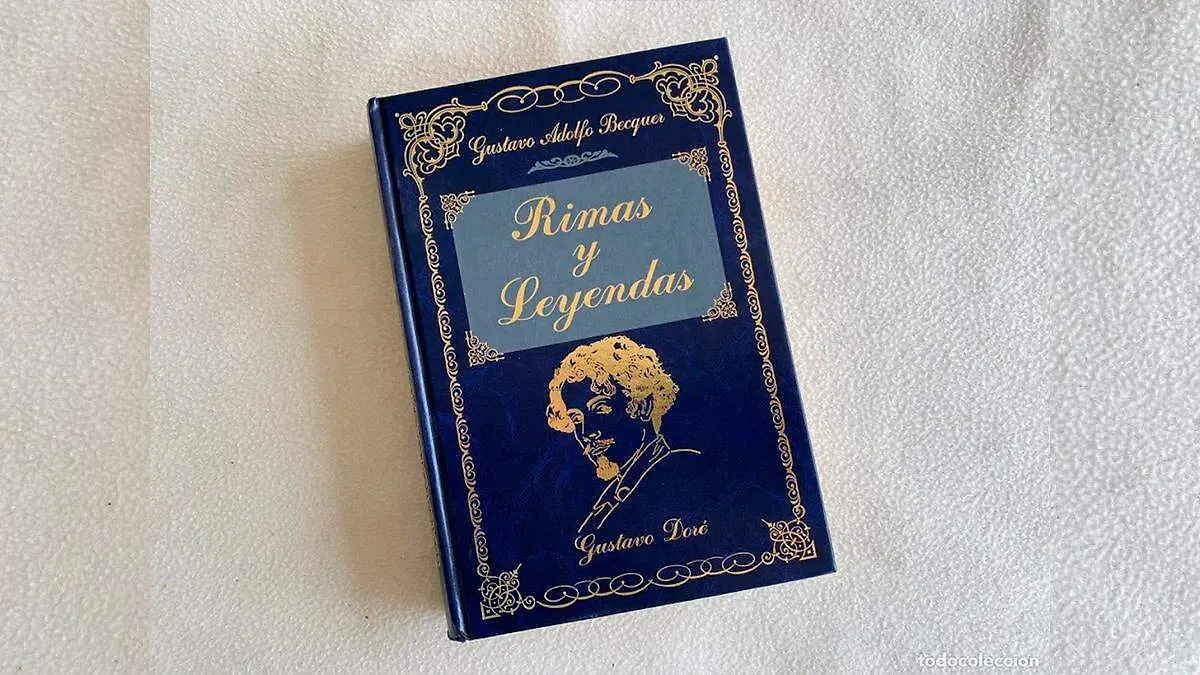 Gustavo Adolfo Becquer
Rimas
y
Leyendas
Gustavo Doré
todocoleccion